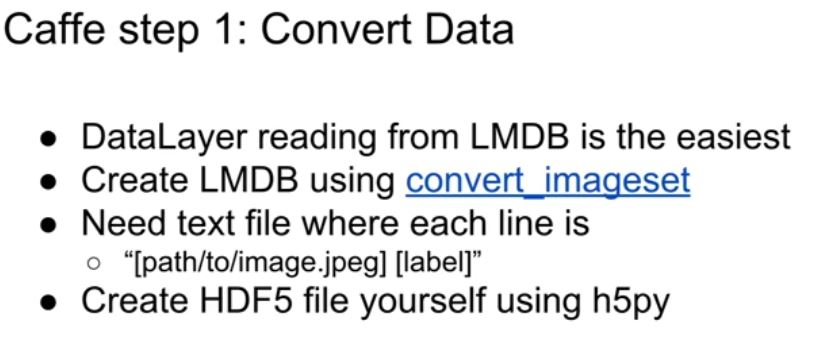 Caffe step 1: Convert Data
● DataLayer reading from LMDB is the easiest
● Create LMDB using convert_imageset
● Need text file where each line is
○ “[path/to/image.jpeg] [label]”
● Create HDF5 file yourself using h5py